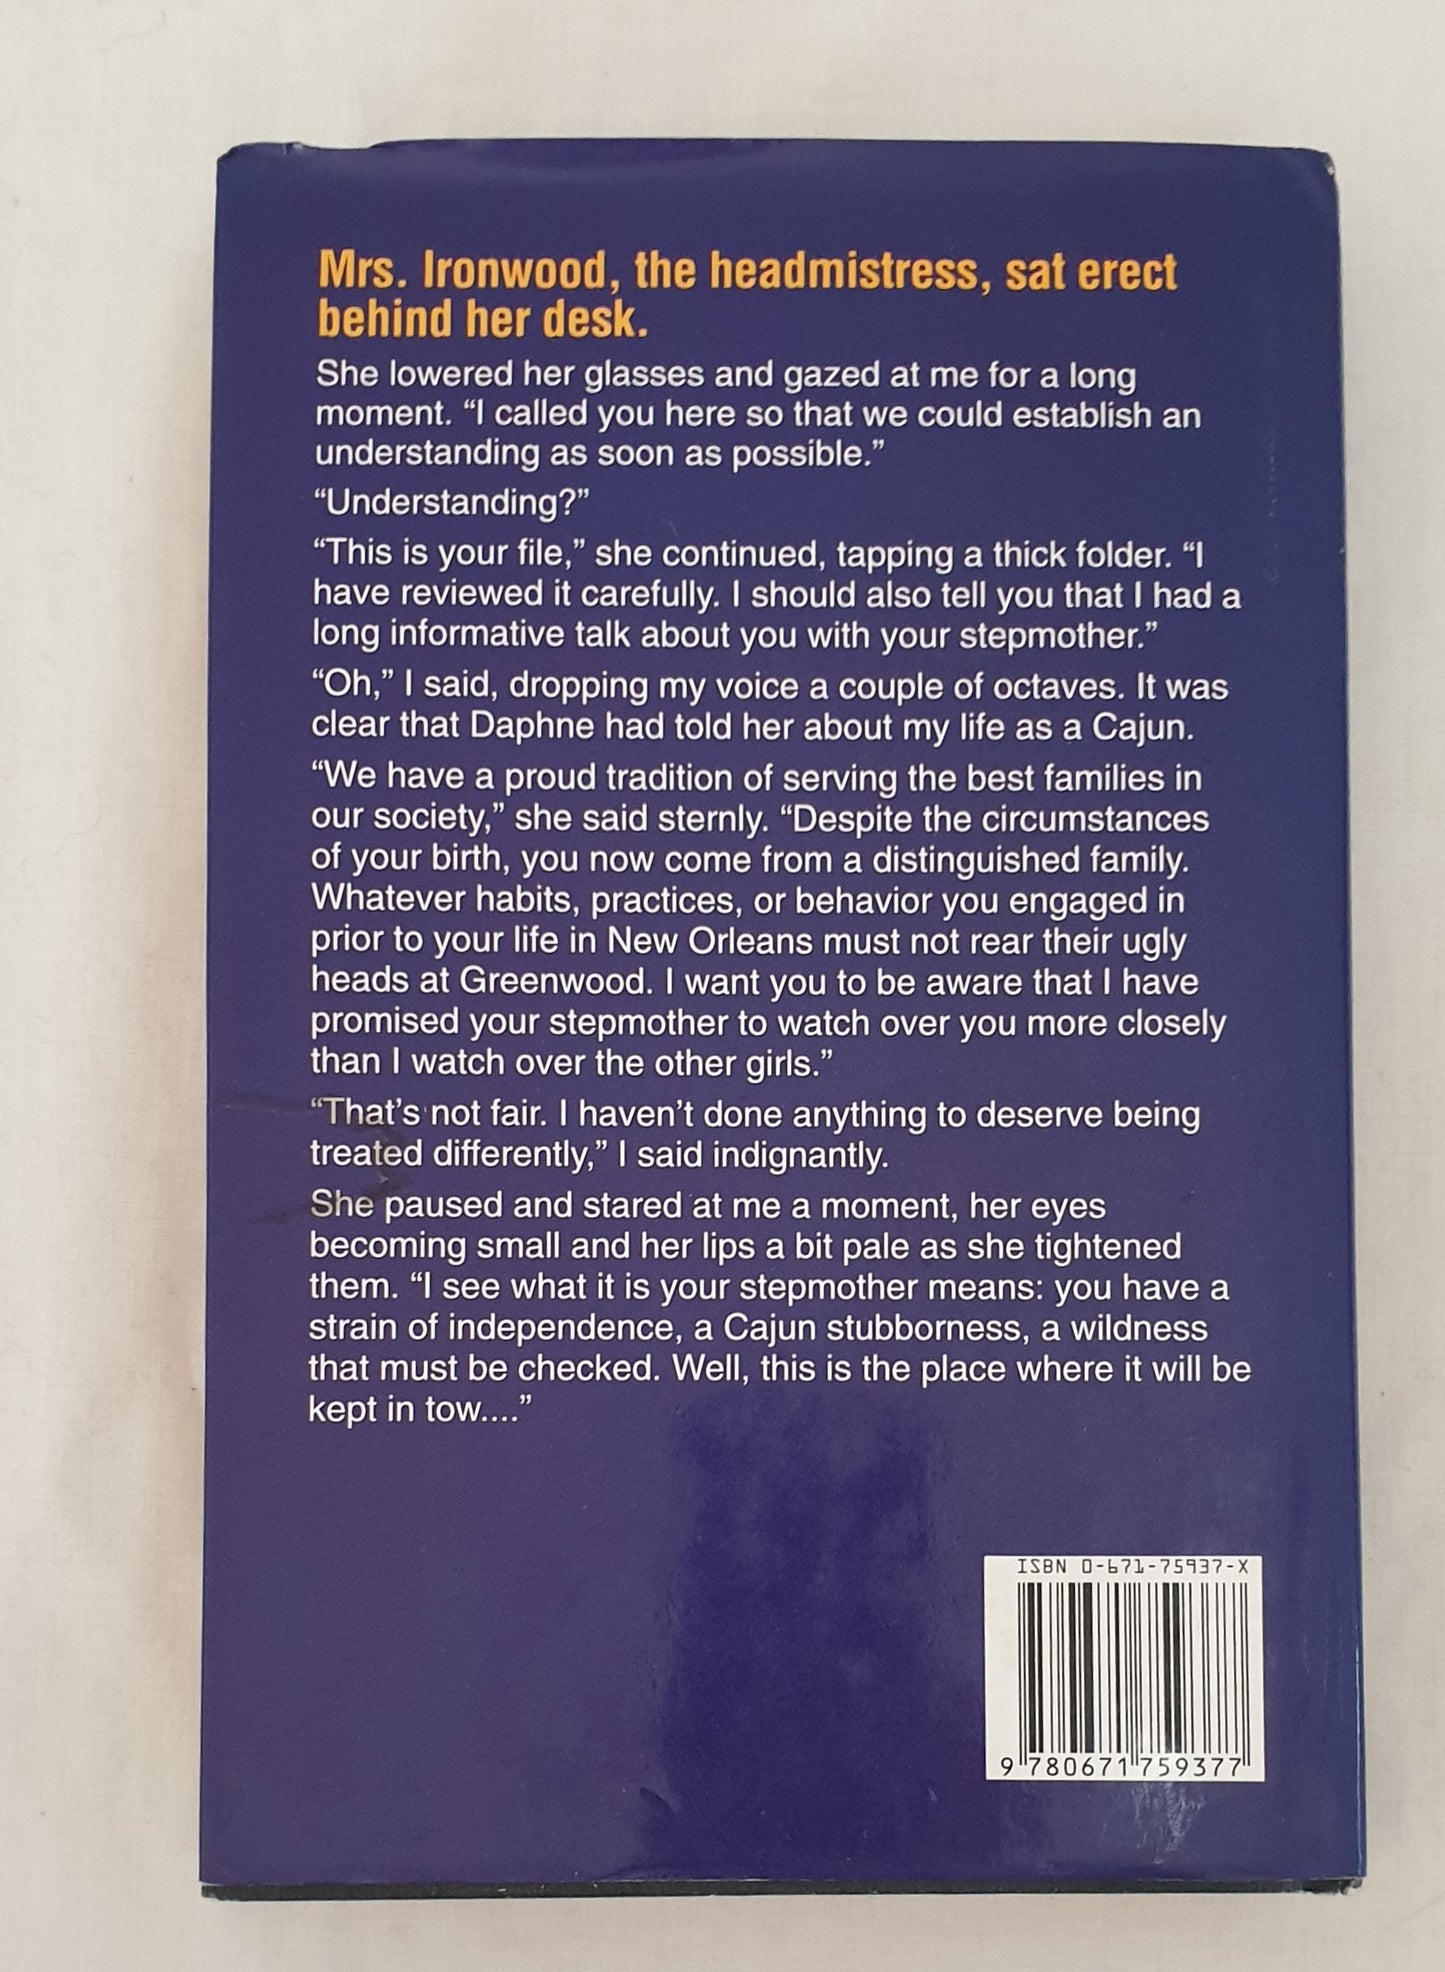 Mrs. Ironwood, the headmistress, sat erect
behind her desk.
She lowered her glasses and gazed at me for a long
moment. “I called you here so that we could establish an
understanding as soon as possible.”
“Understanding?”
“This is your file,” she continued, tapping a thick folder. “I
have reviewed it carefully. I should also tell you that I had a
long informative talk about you with your stepmother.”
“Oh,” I said, dropping my voice a couple of octaves. It was
clear that Daphne had told her about my life as a Cajun.
“We have a proud tradition of serving the best families in
our society,” she said sternly. “Despite the circumstances
of your birth, you now come from a distinguished family.
Whatever habits, practices, or behavior you engaged in
prior to your life in New Orleans must not rear their ugly
heads at Greenwood. I want you to be aware that I have
promised your stepmother to watch over you more closely
than I watch over the other girls.”
“That’s not fair. I haven’t done anything to deserve being
treated differently,” I said indignantly.
She paused and stared at me a moment, her eyes
becoming small and her lips a bit pale as she tightened
them. “I see what it is your stepmother means: you have a
strain of independence, a Cajun stubborness, a wildness
that must be checked. Well, this is the place where it will be
kept in tow....”
ISBN 0-671-75937-X
9 780671 759377